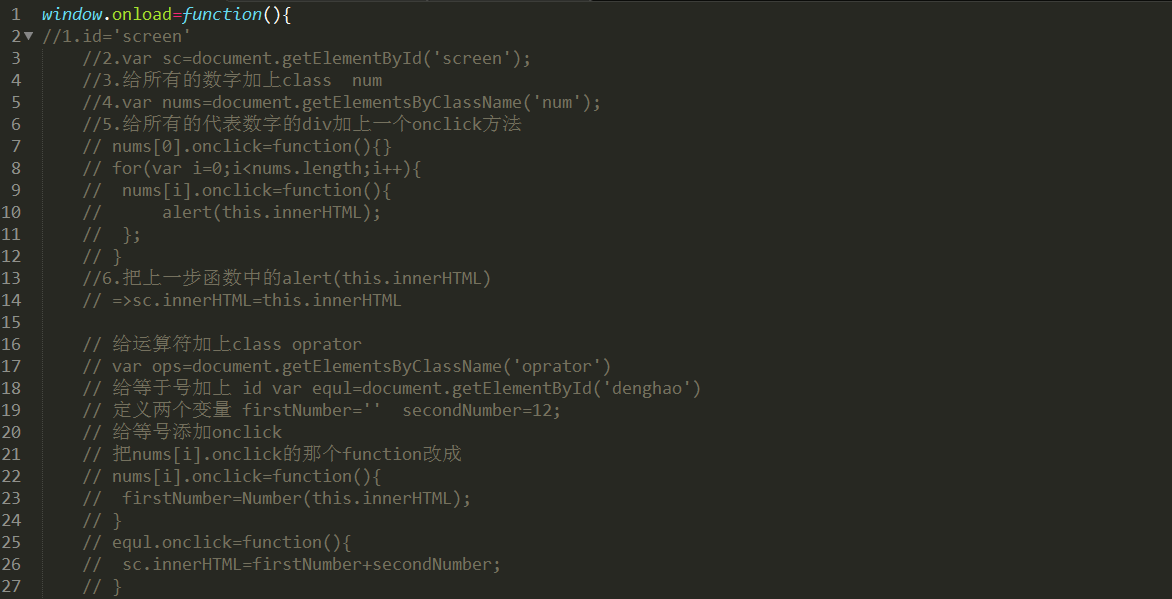 1 window.onload=function(){
2 //1.id='screen'
3 //2.var sc=document.getElementById('screen');
4 //3.给所有的数字加上class  num
5 //4.var nums=document.getElementsByClassName('num');
6 //5.给所有的代表数字的div加上一个onclick方法
7 // nums[0].onclick=function(){}
8 // for(var i=0;i<nums.length;i++){
9 //  nums[i].onclick=function(){
10 //      alert(this.innerHTML);
11 //  };
12 // }
13 //6.把上一步函数中的alert(this.innerHTML)
14 // =>sc.innerHTML=this.innerHTML
15
16 // 给运算符加上class oprator
17 // var ops=document.getElementsByClassName('oprator')
18 // 给等于号加上 id var equl=document.getElementById('denghao')
19 // 定义两个变量 firstNumber=''  secondNumber=12;
20 // 给等号添加onclick
21 // 把nums[i].onclick的那个function改成
22 // nums[i].onclick=function(){
23 //  firstNumber=Number(this.innerHTML);
24 // }
25 // equl.onclick=function(){
26 //  sc.innerHTML=firstNumber+secondNumber;
27 // }